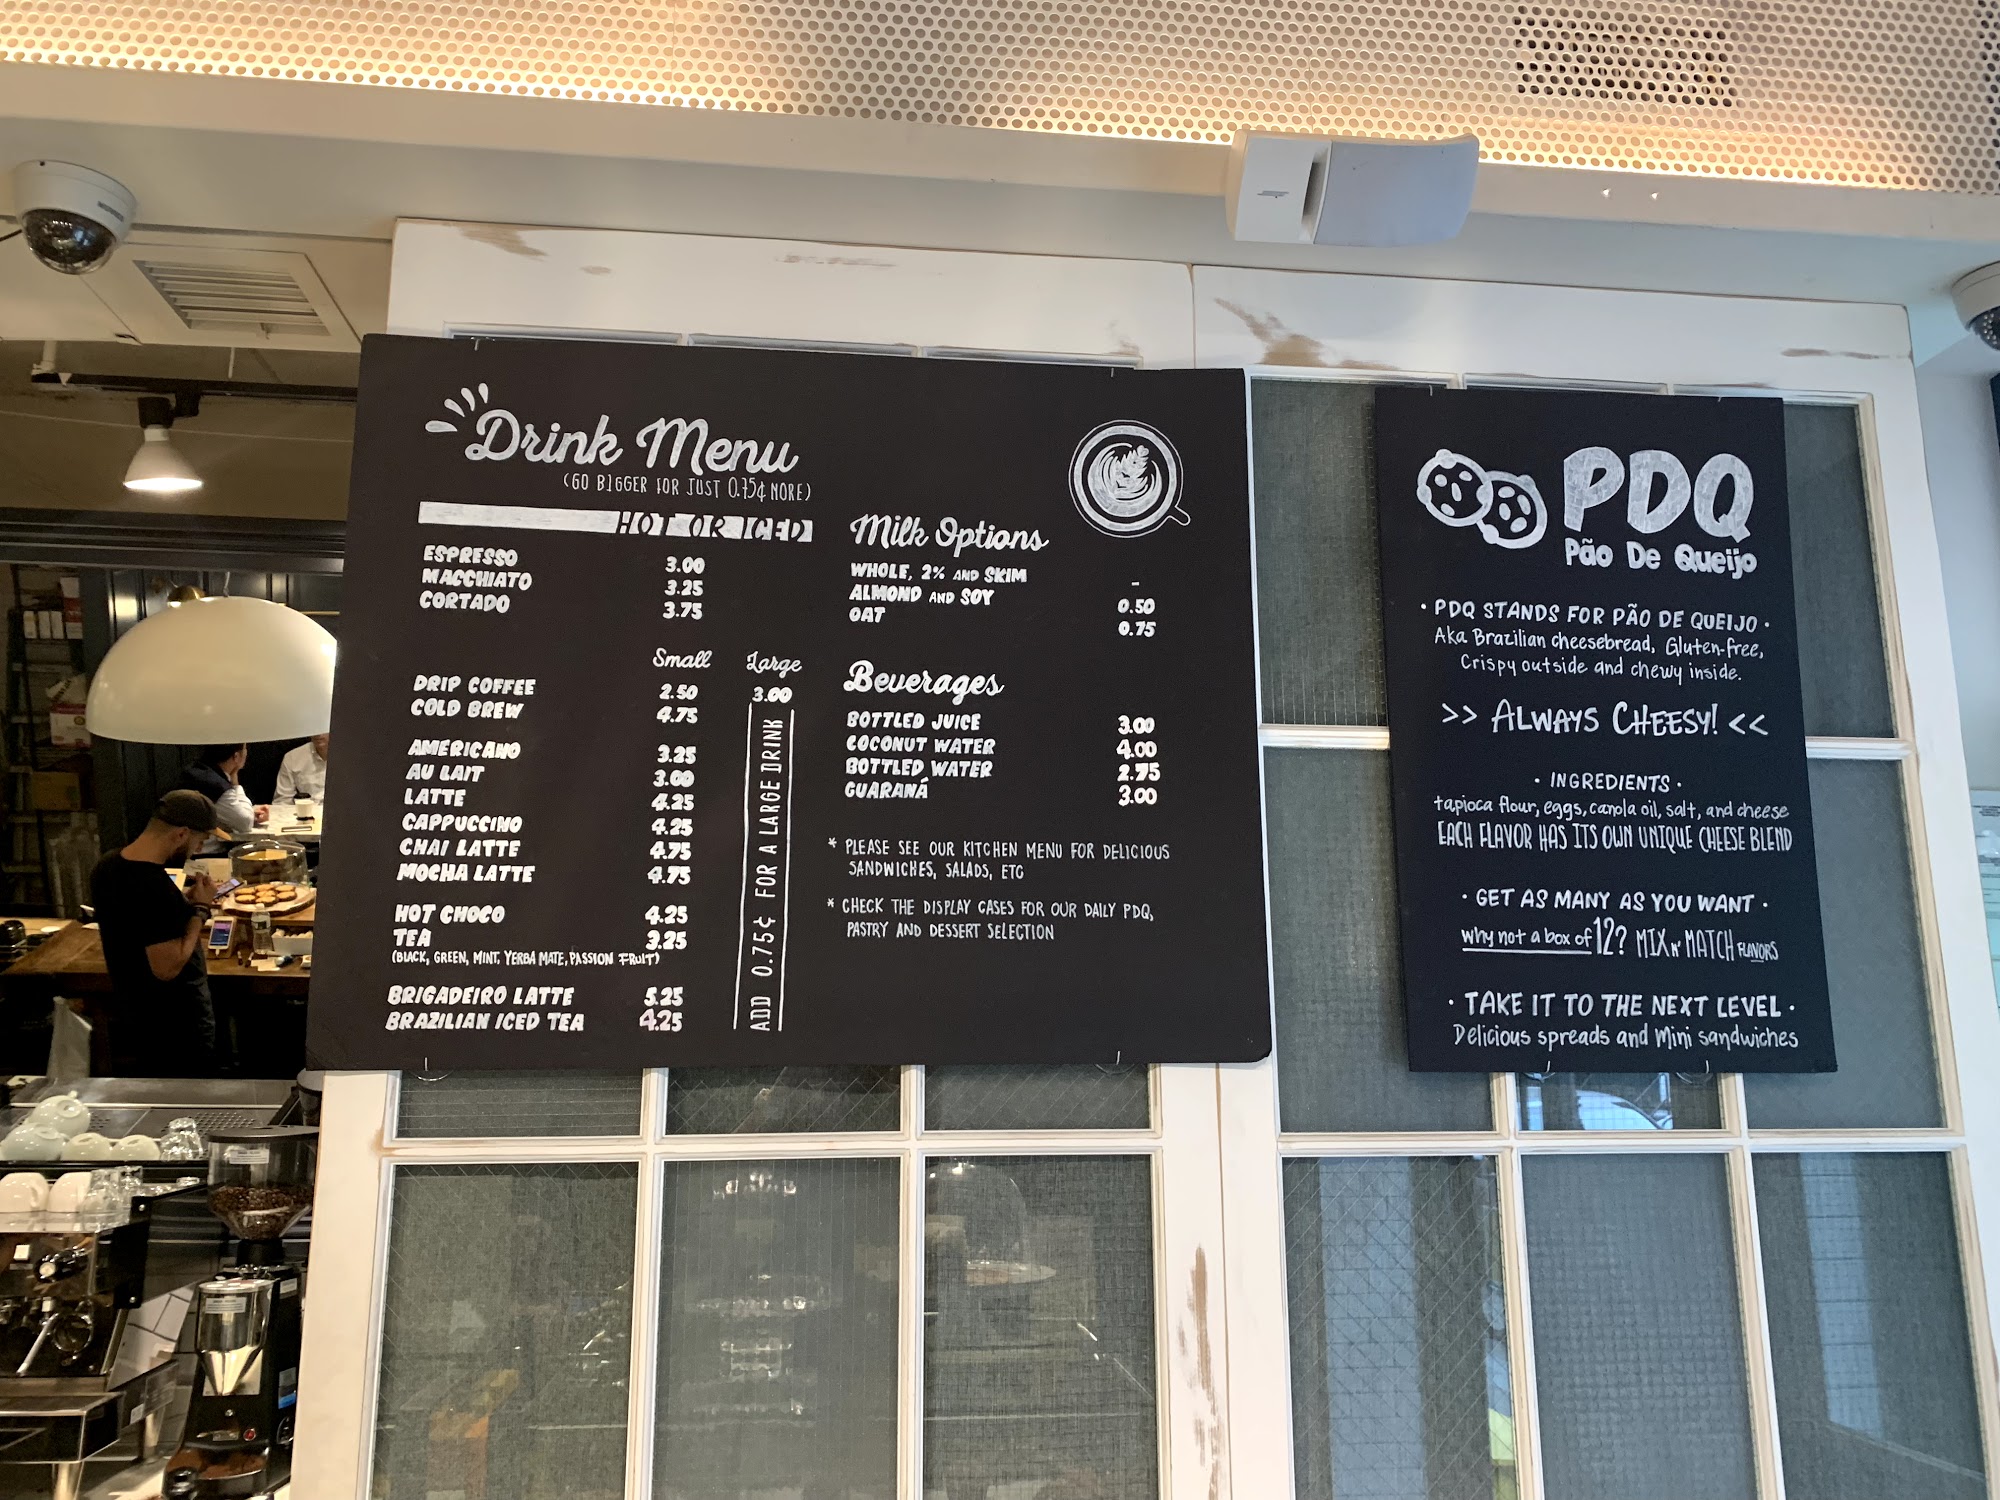 Drink Menu
(GO BIGGER FOR JUST 0.75¢ MORE)
HOT OR ICED
ESPRESSO 3.00
MACCHIATO 3.25
CORTADO 3.75
Small Large
DRIP COFFEE 2.50 3.00
COLD BREW 4.75
AMERICANO 3.25
AU LAIT 3.00
LATTE 4.25
CAPPUCCINO 4.25
CHAI LATTE 4.75
MOCHA LATTE 4.75
HOT CHOCO 4.25
TEA 3.25
(BLACK, GREEN, MINT, YERBA MATE, PASSION FRUIT)
BRIGADEIRO LATTE 5.25
BRAZILIAN ICED TEA 4.25
ADD 0.75¢ FOR A LARGE DRINK
Milk Options
WHOLE, 2% AND SKIM -
ALMOND AND SOY 0.50
OAT 0.75
Beverages
BOTTLED JUICE 3.00
COCONUT WATER 4.00
BOTTLED WATER 2.75
GUARANÁ 3.00
* PLEASE SEE OUR KITCHEN MENU FOR DELICIOUS
SANDWICHES, SALADS, ETC
* CHECK THE DISPLAY CASES FOR OUR DAILY PDQ,
PASTRY AND DESSERT SELECTION
PDQ
Pão De Queijo
• PDQ STANDS FOR PÃO DE QUEIJO •
Aka Brazilian cheesebread, Gluten-free,
Crispy outside and chewy inside.
>> ALWAYS CHEESY! <<
• INGREDIENTS •
tapioca flour, eggs, canola oil, salt, and cheese
EACH FLAVOR HAS ITS OWN UNIQUE CHEESE BLEND
• GET AS MANY AS YOU WANT •
why not a box of 12? MIX N' MATCH FLAVORS
• TAKE IT TO THE NEXT LEVEL •
Delicious spreads and Mini sandwiches